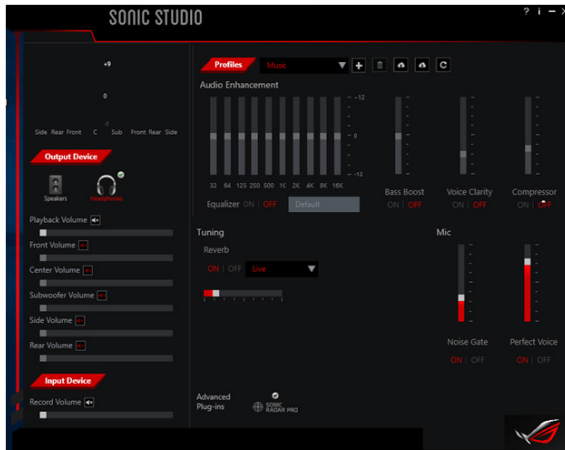 SONIC STUDIO
? i
+9
0
Side Rear Front C Sub Front Rear Side
Output Device
Speakers
Headphones
Playback Volume
Front Volume
Center Volume
Subwoofer Volume
Side Volume
Rear Volume
Input Device
Record Volume
Profiles
Music
Audio Enhancement
-12
0
-12
32 64 125 250 500 1K 2K 4K 8K 16K
Equalizer ON | OFF
Default
Bass Boost
ON | OFF
Voice Clarity
ON | OFF
Compressor
ON | OFF
Tuning
Reverb
ON | OFF
Live
Mic
Noise Gate
ON | OFF
Perfect Voice
ON | OFF
Advanced
Plug-ins
SONIC
RADAR PRO